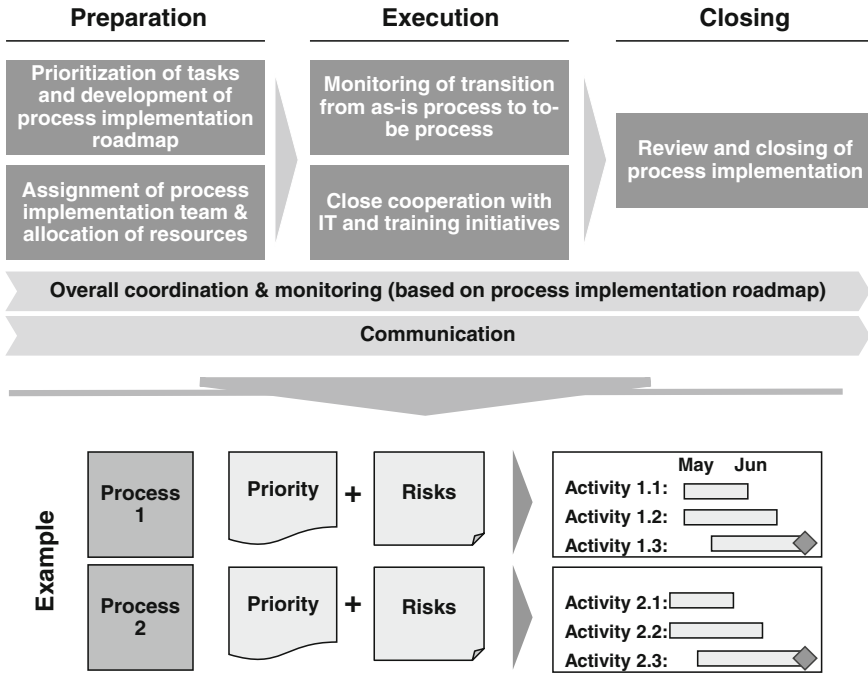 Preparation
Execution
Closing
Prioritization of tasks
and development of
process implementation
roadmap
Assignment of process
implementation team &
allocation of resources
Monitoring of transition
from as-is process to to-
be process
Close cooperation with
IT and training initiatives
Review and closing of
process implementation
Overall coordination & monitoring (based on process implementation roadmap)
Communication
Example
Process
1
Priority
+
Risks
May
Jun
Activity 1.1:
Activity 1.2:
Activity 1.3:
Process
2
Priority
+
Risks
Activity 2.1:
Activity 2.2:
Activity 2.3: